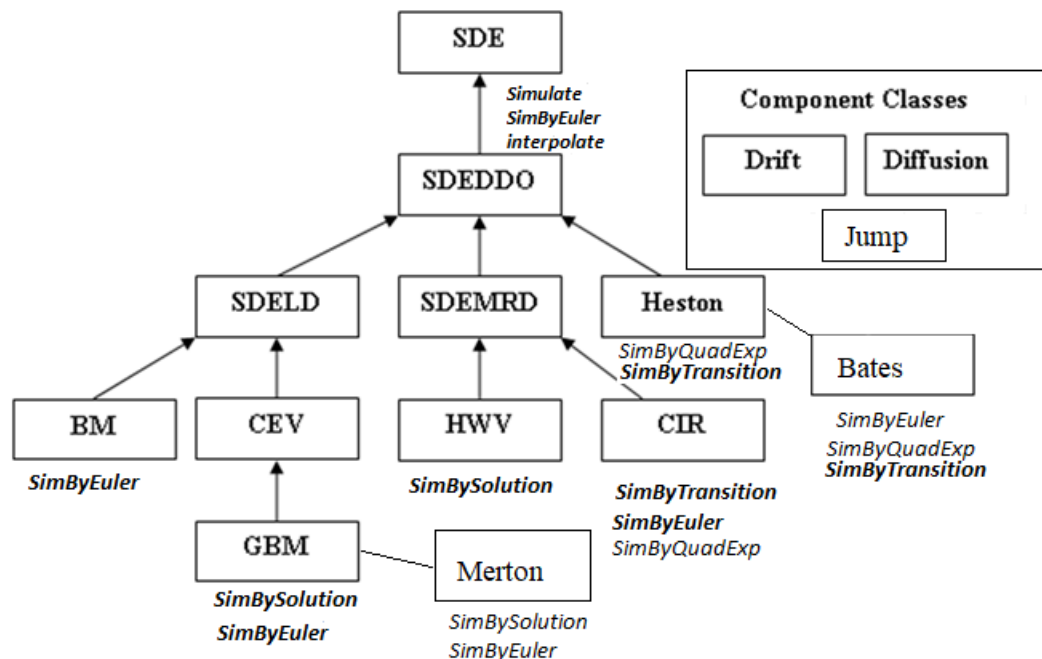 SDE
Simulate
SimByEuler
interpolate
Component Classes
Drift
Diffusion
Jump
SDEDDO
SDELD
SDEMRD
Heston
SimByQuadExp
SimByTransition
Bates
SimByEuler
SimByQuadExp
SimByTransition
BM
SimByEuler
CEV
HWV
SimBySolution
CIR
SimByTransition
SimByEuler
SimByQuadExp
GBM
SimBySolution
SimByEuler
Merton
SimBySolution
SimByEuler